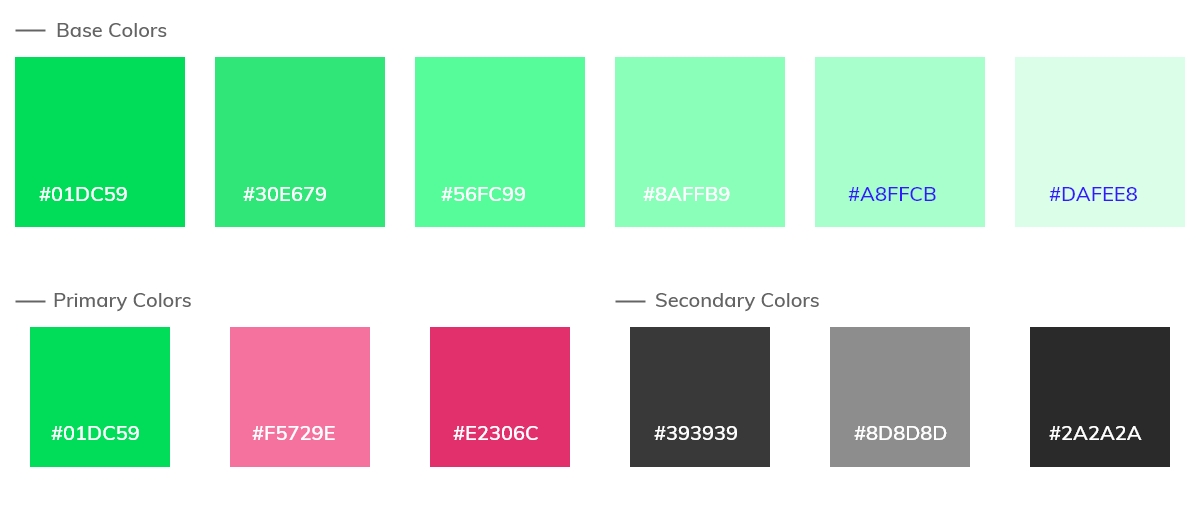 Base Colors
#01DC59
#30E679
#56FC99
#8AFFB9
#A8FFCB
#DAFEE8
Primary Colors
#01DC59
#F5729E
#E2306C
Secondary Colors
#393939
#8D8D8D
#2A2A2A